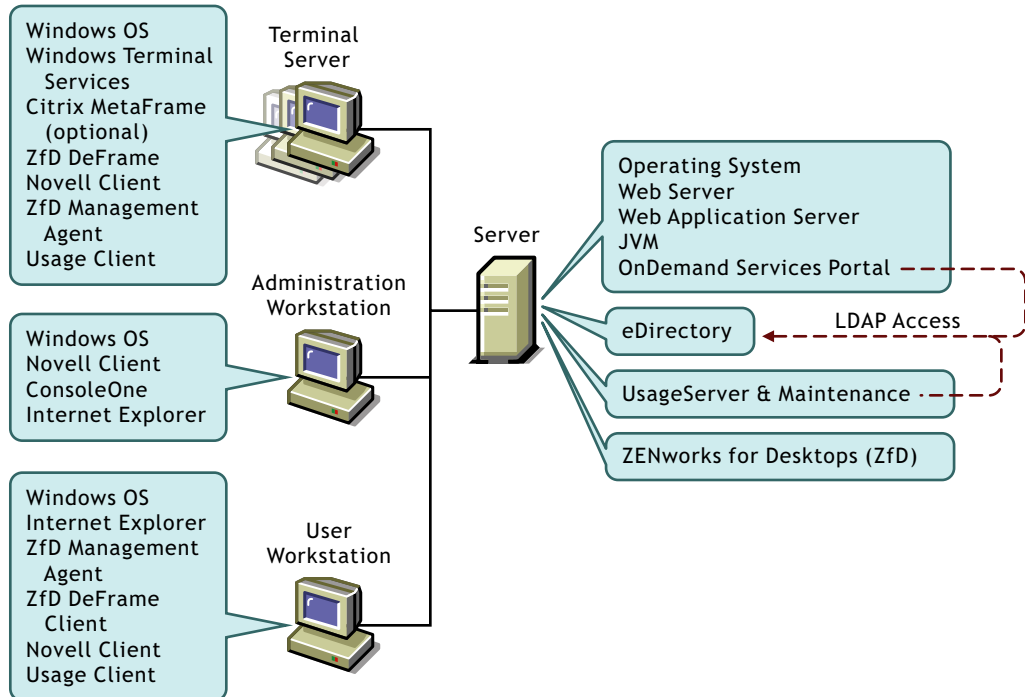 Windows OS
Windows Terminal
Services
Citrix MetaFrame
(optional)
ZfD DeFrame
Novell Client
ZfD Management
Agent
Usage Client
Terminal
Server
Administration
Workstation
Windows OS
Novell Client
ConsoleOne
Internet Explorer
User
Workstation
Windows OS
Internet Explorer
ZfD Management
Agent
ZfD DeFrame
Client
Novell Client
Usage Client
Server
Operating System
Web Server
Web Application Server
JVM
OnDemand Services Portal
eDirectory
LDAP Access
UsageServer & Maintenance
ZENworks for Desktops (ZfD)